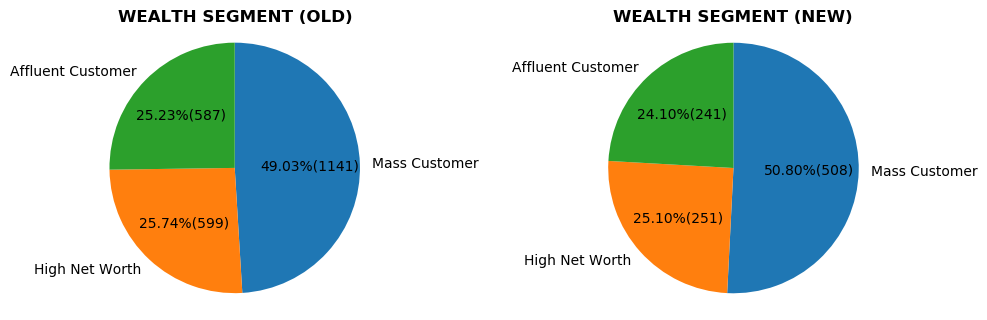 WEALTH SEGMENT (OLD)
Affluent Customer
25.23%(587)
49.03%(1141)
Mass Customer
25.74%(599)
High Net Worth
WEALTH SEGMENT (NEW)
Affluent Customer
24.10%(241)
50.80%(508)
Mass Customer
25.10%(251)
High Net Worth